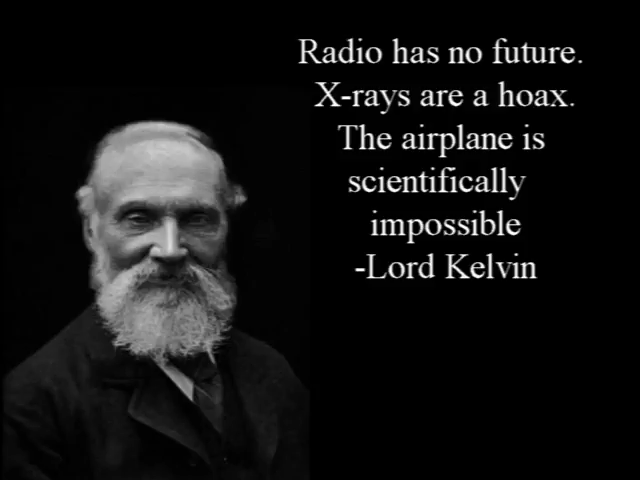 Radio has no future.
X-rays are a hoax.
The airplane is
scientifically
impossible
-Lord Kelvin